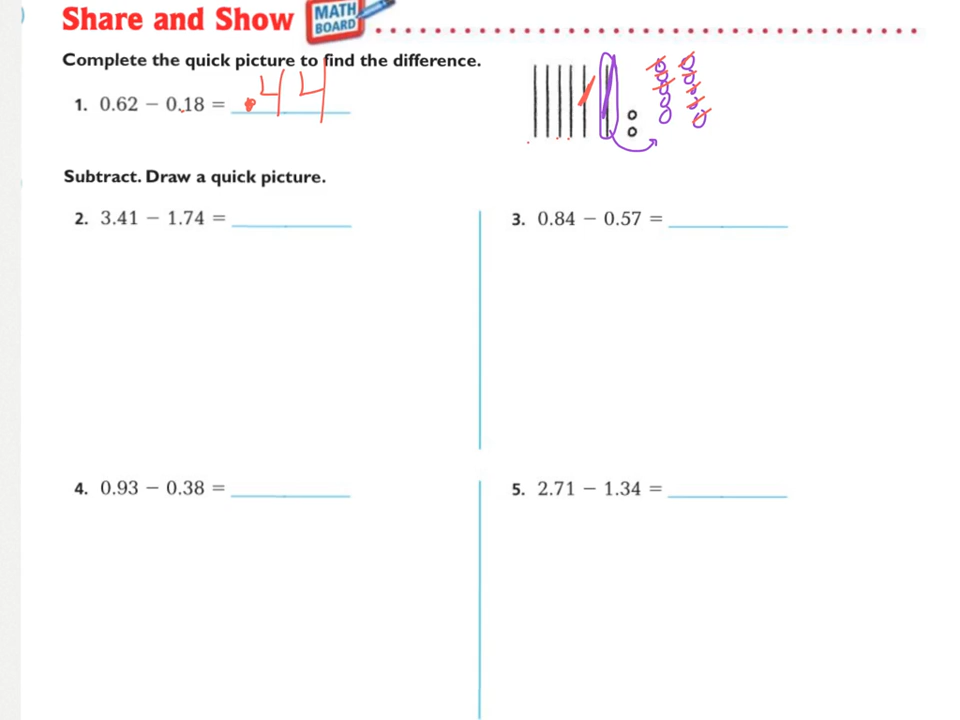 Share and Show MATH BOARD
Complete the quick picture to find the difference.
1. 0.62 − 0.18 = .44
Subtract. Draw a quick picture.
2. 3.41 − 1.74 =
3. 0.84 − 0.57 =
4. 0.93 − 0.38 =
5. 2.71 − 1.34 =